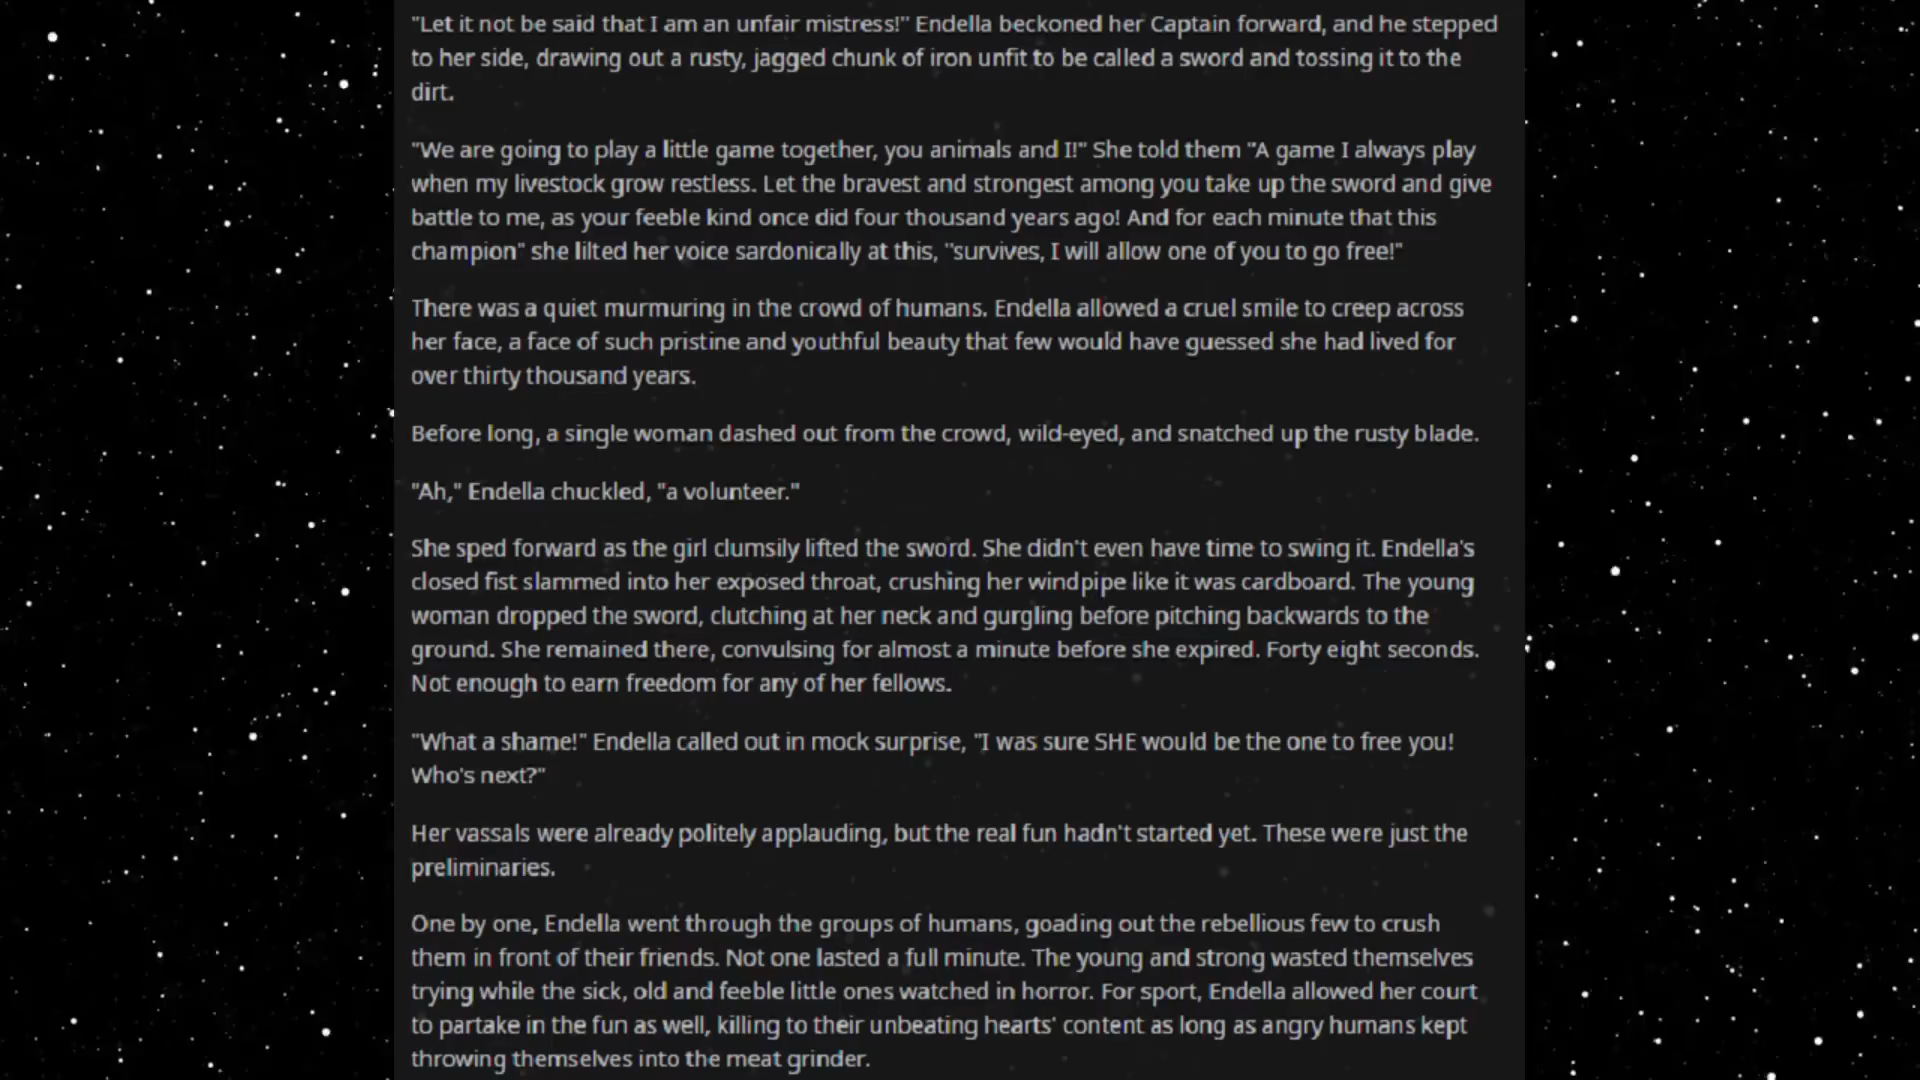 "Let it not be said that I am an unfair mistress!" Endella beckoned her Captain forward, and he stepped
to her side, drawing out a rusty, jagged chunk of iron unfit to be called a sword and tossing it to the
dirt.
"We are going to play a little game together, you animals and I!" She told them "A game I always play
when my livestock grow restless. Let the bravest and strongest among you take up the sword and give
battle to me, as your feeble kind once did four thousand years ago! And for each minute that this
champion" she lilted her voice sardonically at this, "survives, I will allow one of you to go free!"
There was a quiet murmuring in the crowd of humans. Endella allowed a cruel smile to creep across
her face, a face of such pristine and youthful beauty that few would have guessed she had lived for
over thirty thousand years.
Before long, a single woman dashed out from the crowd, wild-eyed, and snatched up the rusty blade.
"Ah," Endella chuckled, "a volunteer."
She sped forward as the girl clumsily lifted the sword. She didn't even have time to swing it. Endella's
closed fist slammed into her exposed throat, crushing her windpipe like it was cardboard. The young
woman dropped the sword, clutching at her neck and gurgling before pitching backwards to the
ground. She remained there, convulsing for almost a minute before she expired. Forty eight seconds.
Not enough to earn freedom for any of her fellows.
"What a shame!" Endella called out in mock surprise, "I was sure SHE would be the one to free you!
Who's next?"
Her vassals were already politely applauding, but the real fun hadn't started yet. These were just the
preliminaries.
One by one, Endella went through the groups of humans, goading out the rebellious few to crush
them in front of their friends. Not one lasted a full minute. The young and strong wasted themselves
trying while the sick, old and feeble little ones watched in horror. For sport, Endella allowed her court
to partake in the fun as well, killing to their unbeating hearts' content as long as angry humans kept
throwing themselves into the meat grinder.